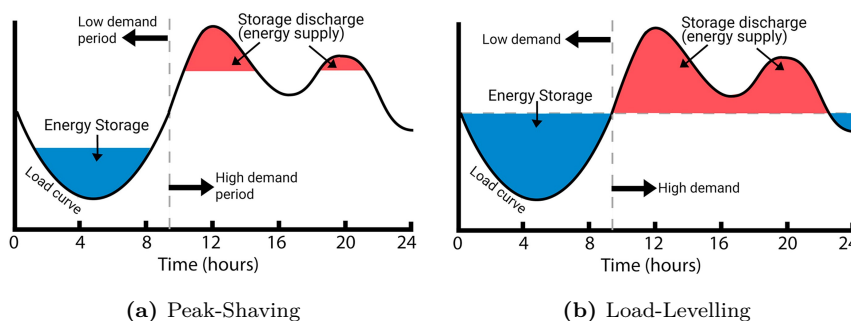 Low demand
period
Storage discharge
(energy supply)
Energy Storage
Load curve
High demand
period
0 4 8 12 16 20 24
Time (hours)
(a) Peak-Shaving
Low demand
Storage discharge
(energy supply)
Energy Storage
Load curve
High demand
0 4 8 12 16 20 24
Time (hours)
(b) Load-Levelling